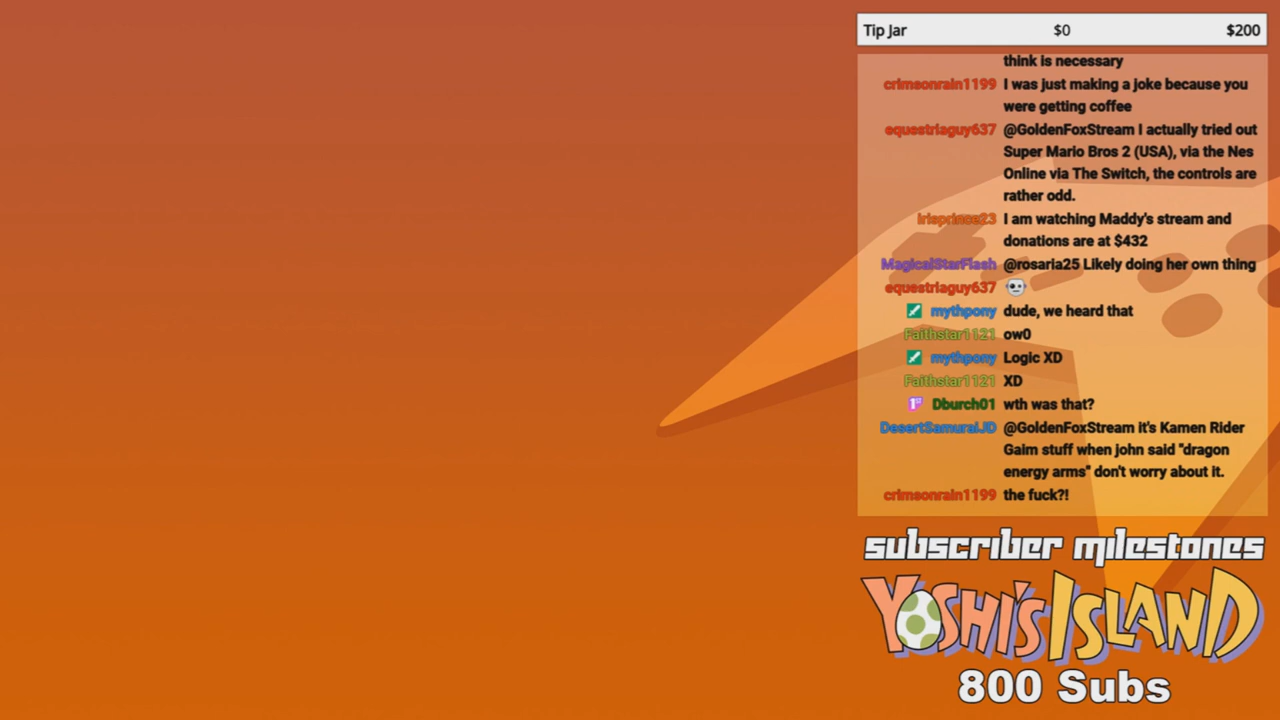 Tip Jar $0 $200
think is necessary
crimsonrain1199 I was just making a joke because you
were getting coffee
equestriaguy637 @GoldenFoxStream I actually tried out
Super Mario Bros 2 (USA), via the Nes
Online via The Switch, the controls are
rather odd.
irisprince23 I am watching Maddy's stream and
donations are at $432
MagicalStarFlash @rosaria25 Likely doing her own thing
equestriaguy637
mythpony dude, we heard that
Faithstar1121 ow0
mythpony Logic XD
Faithstar1121 XD
1st Dburch01 wth was that?
DesertSamuraiJD @GoldenFoxStream it's Kamen Rider
Gaim stuff when john said "dragon
energy arms" don't worry about it.
crimsonrain1199 the fuck?!
subscriber milestones
YOSHI'S ISLAND
800 Subs